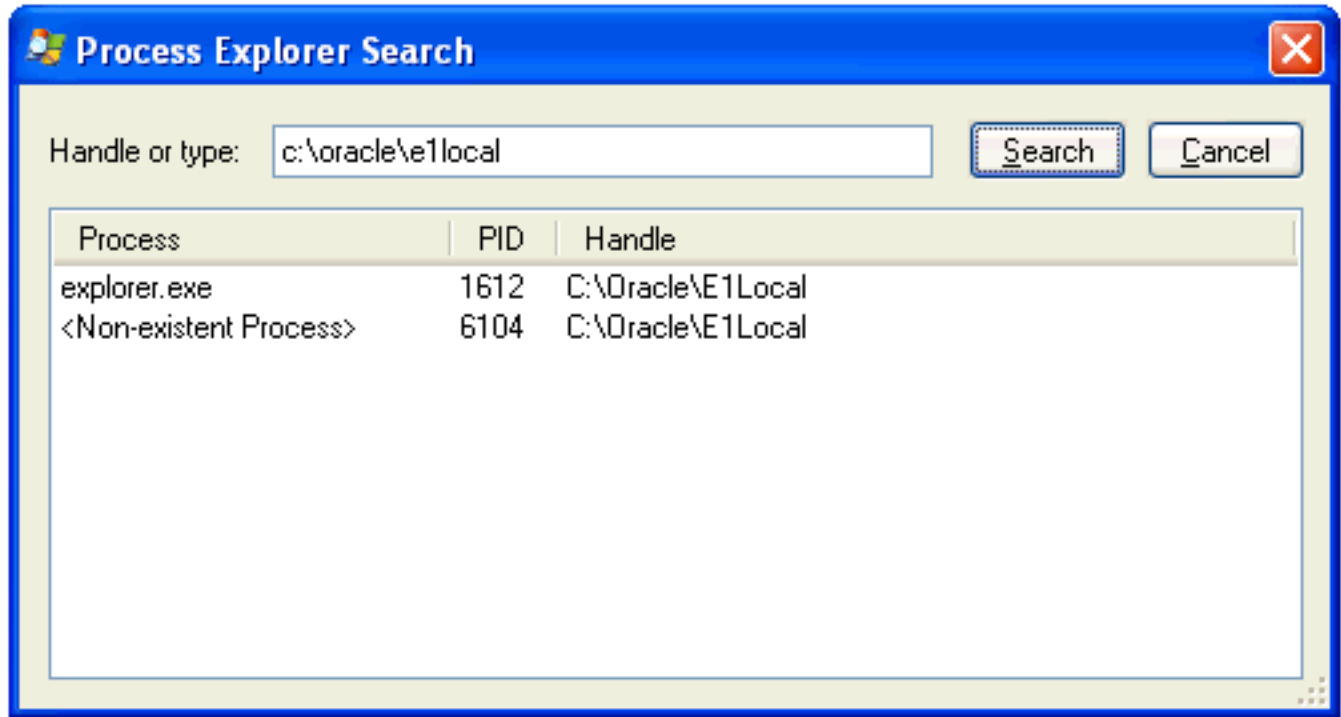 Process Explorer Search
Handle or type: c:\oracle\e1local Search Cancel
Process PID Handle
explorer.exe 1612 C:\Oracle\E1Local
<Non-existent Process> 6104 C:\Oracle\E1Local